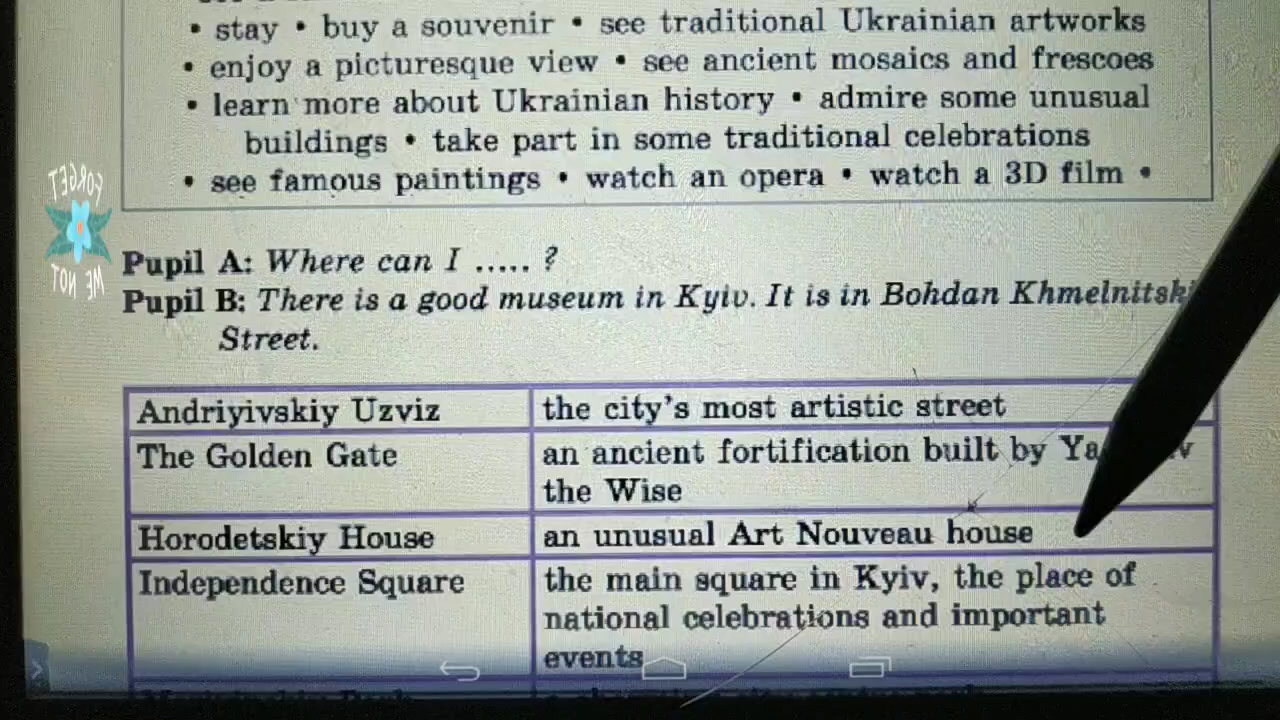 • stay • buy a souvenir • see traditional Ukrainian artworks
• enjoy a picturesque view • see ancient mosaics and frescoes
• learn more about Ukrainian history • admire some unusual
buildings • take part in some traditional celebrations
• see famous paintings • watch an opera • watch a 3D film •
FORGET
ME NOT
Pupil A: Where can I ..... ?
Pupil B: There is a good museum in Kyiv. It is in Bohdan
Street.
Andriyivskiy Uzviz the city's most artistic street
The Golden Gate an ancient fortification built by
the Wise
Horodetskiy House an unusual Art Nouveau house
Independence Square the main square in Kyiv, the place of
national celebrations and important
events